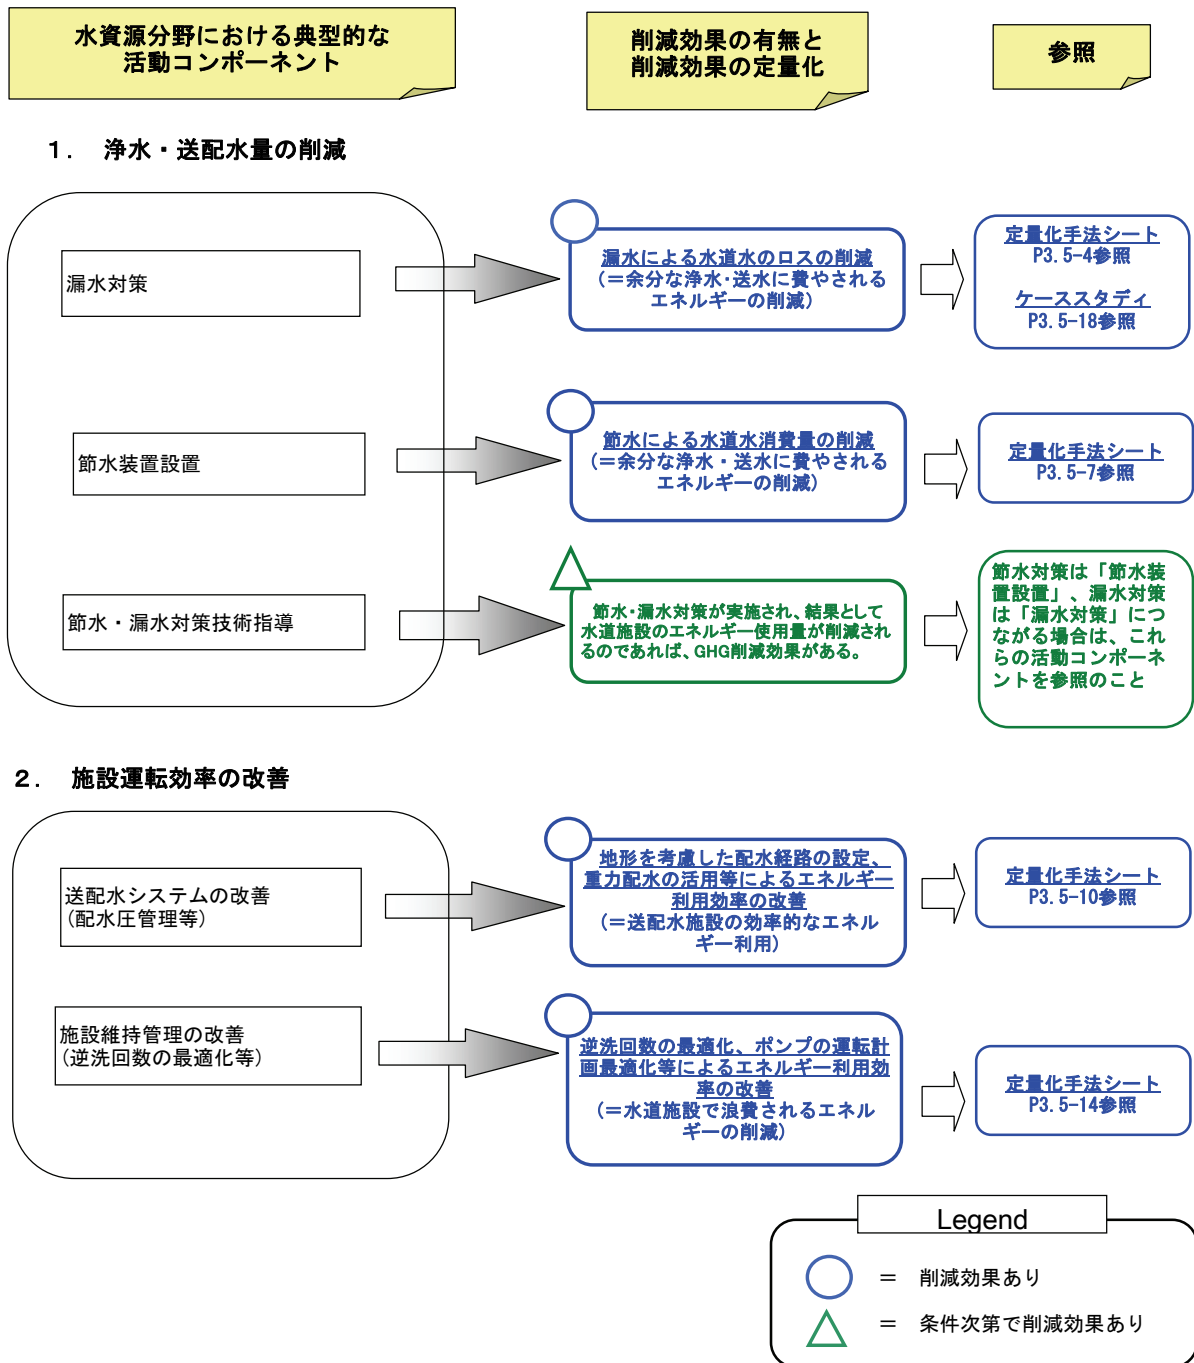 水資源分野における典型的な
活動コンポーネント
削減効果の有無と
削減効果の定量化
参照
１． 浄水・送配水量の削減
漏水対策
漏水による水道水のロスの削減
（＝余分な浄水・送水に費やされる
エネルギーの削減）
定量化手法シート
P3.5-4参照
ケーススタディ
P3.5-18参照
節水装置設置
節水による水道水消費量の削減
（＝余分な浄水・送水に費やされる
エネルギーの削減）
定量化手法シート
P3.5-7参照
節水・漏水対策技術指導
節水・漏水対策が実施され、結果として
水道施設のエネルギー使用量が削減され
るのであれば、GHG削減効果がある。
節水対策は「節水装
置設置」、漏水対策
は「漏水対策」につ
ながる場合は、これ
らの活動コンポーネ
ントを参照のこと
２． 施設運転効率の改善
送配水システムの改善
(配水圧管理等)
地形を考慮した配水経路の設定、
重力配水の活用等によるエネルギー
利用効率の改善
（＝送配水施設の効率的なエネル
ギー利用）
定量化手法シート
P3.5-10参照
施設維持管理の改善
(逆洗回数の最適化等)
逆洗回数の最適化、ポンプの運転計
画最適化等によるエネルギー利用効
率の改善
（＝水道施設で浪費されるエネル
ギーの削減）
定量化手法シート
P3.5-14参照
Legend
＝ 削減効果あり
＝ 条件次第で削減効果あり